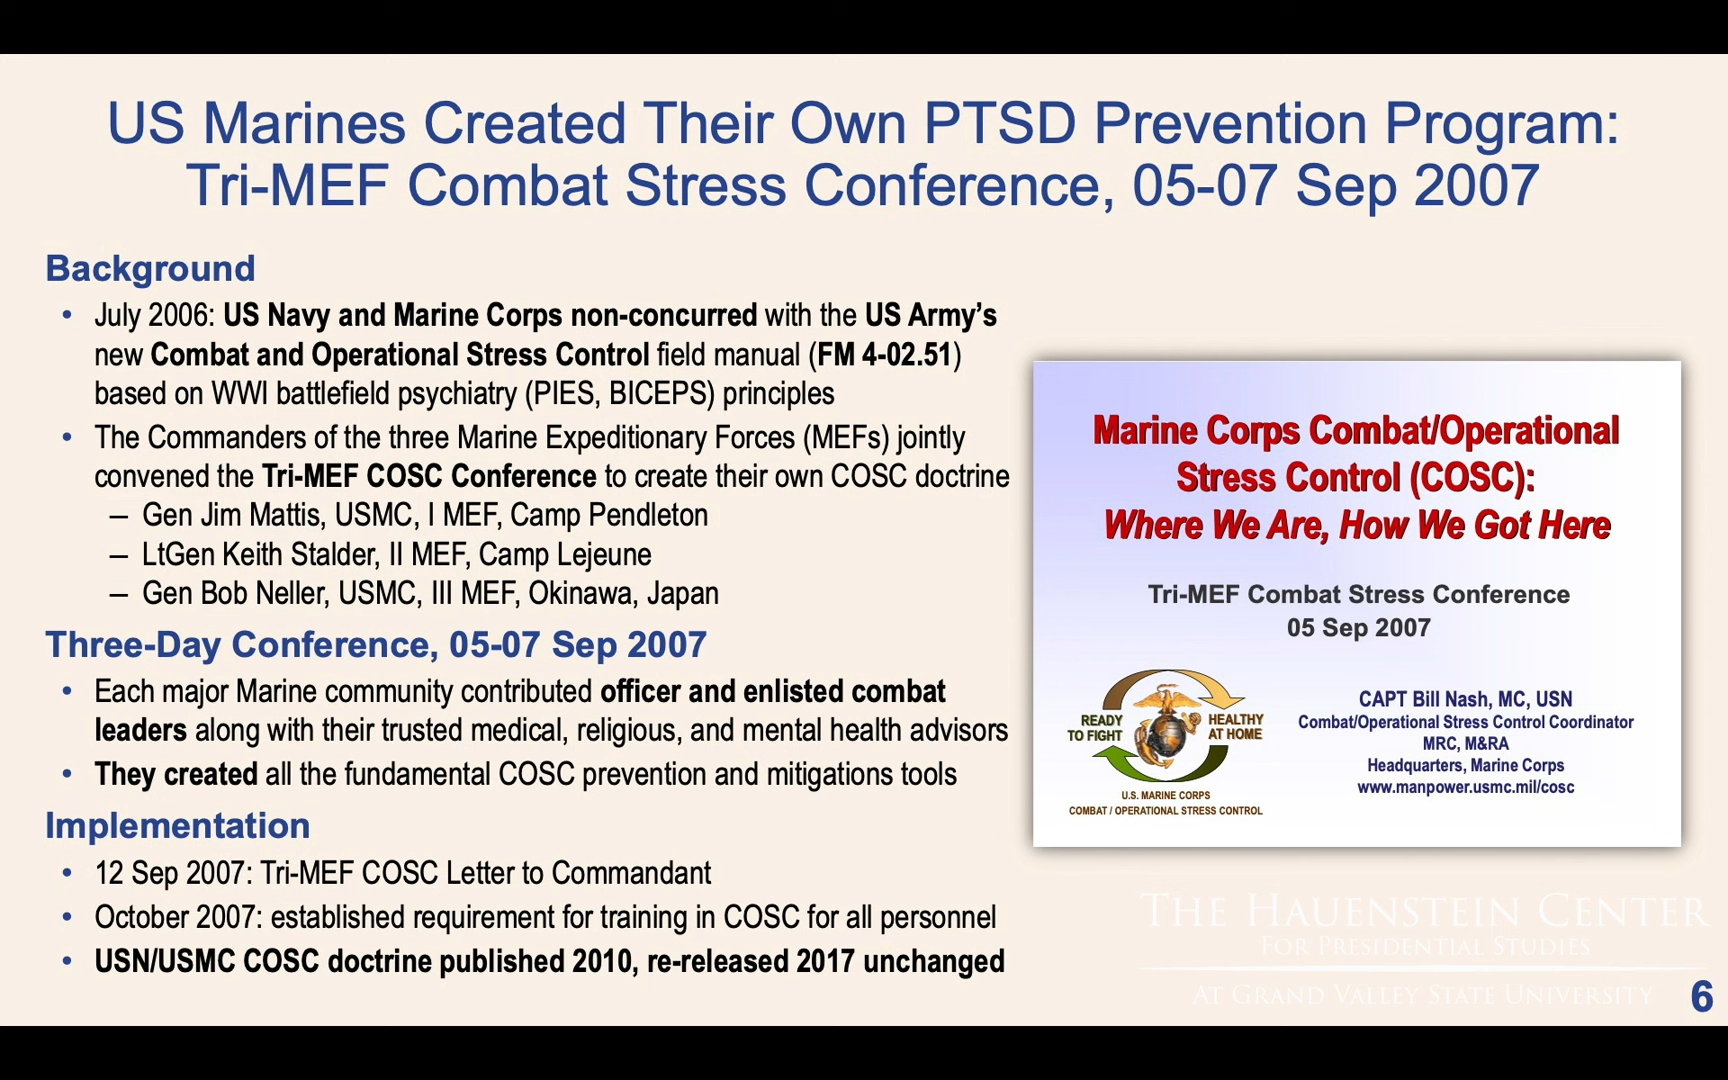 US Marines Created Their Own PTSD Prevention Program:
Tri-MEF Combat Stress Conference, 05-07 Sep 2007
Background
• July 2006: US Navy and Marine Corps non-concurred with the US Army’s
new Combat and Operational Stress Control field manual (FM 4-02.51)
based on WWI battlefield psychiatry (PIES, BICEPS) principles
• The Commanders of the three Marine Expeditionary Forces (MEFs) jointly
convened the Tri-MEF COSC Conference to create their own COSC doctrine
– Gen Jim Mattis, USMC, I MEF, Camp Pendleton
– LtGen Keith Stalder, II MEF, Camp Lejeune
– Gen Bob Neller, USMC, III MEF, Okinawa, Japan
Three-Day Conference, 05-07 Sep 2007
• Each major Marine community contributed officer and enlisted combat
leaders along with their trusted medical, religious, and mental health advisors
• They created all the fundamental COSC prevention and mitigations tools
Implementation
• 12 Sep 2007: Tri-MEF COSC Letter to Commandant
• October 2007: established requirement for training in COSC for all personnel
• USN/USMC COSC doctrine published 2010, re-released 2017 unchanged
Marine Corps Combat/Operational
Stress Control (COSC):
Where We Are, How We Got Here
Tri-MEF Combat Stress Conference
05 Sep 2007
READY
TO FIGHT
HEALTHY
AT HOME
U.S. MARINE CORPS
COMBAT / OPERATIONAL STRESS CONTROL
CAPT Bill Nash, MC, USN
Combat/Operational Stress Control Coordinator
MRC, M&RA
Headquarters, Marine Corps
www.manpower.usmc.mil/cosc
THE HAUENSTEIN CENTER
FOR PRESIDENTIAL STUDIES
AT GRAND VALLEY STATE UNIVERSITY
6